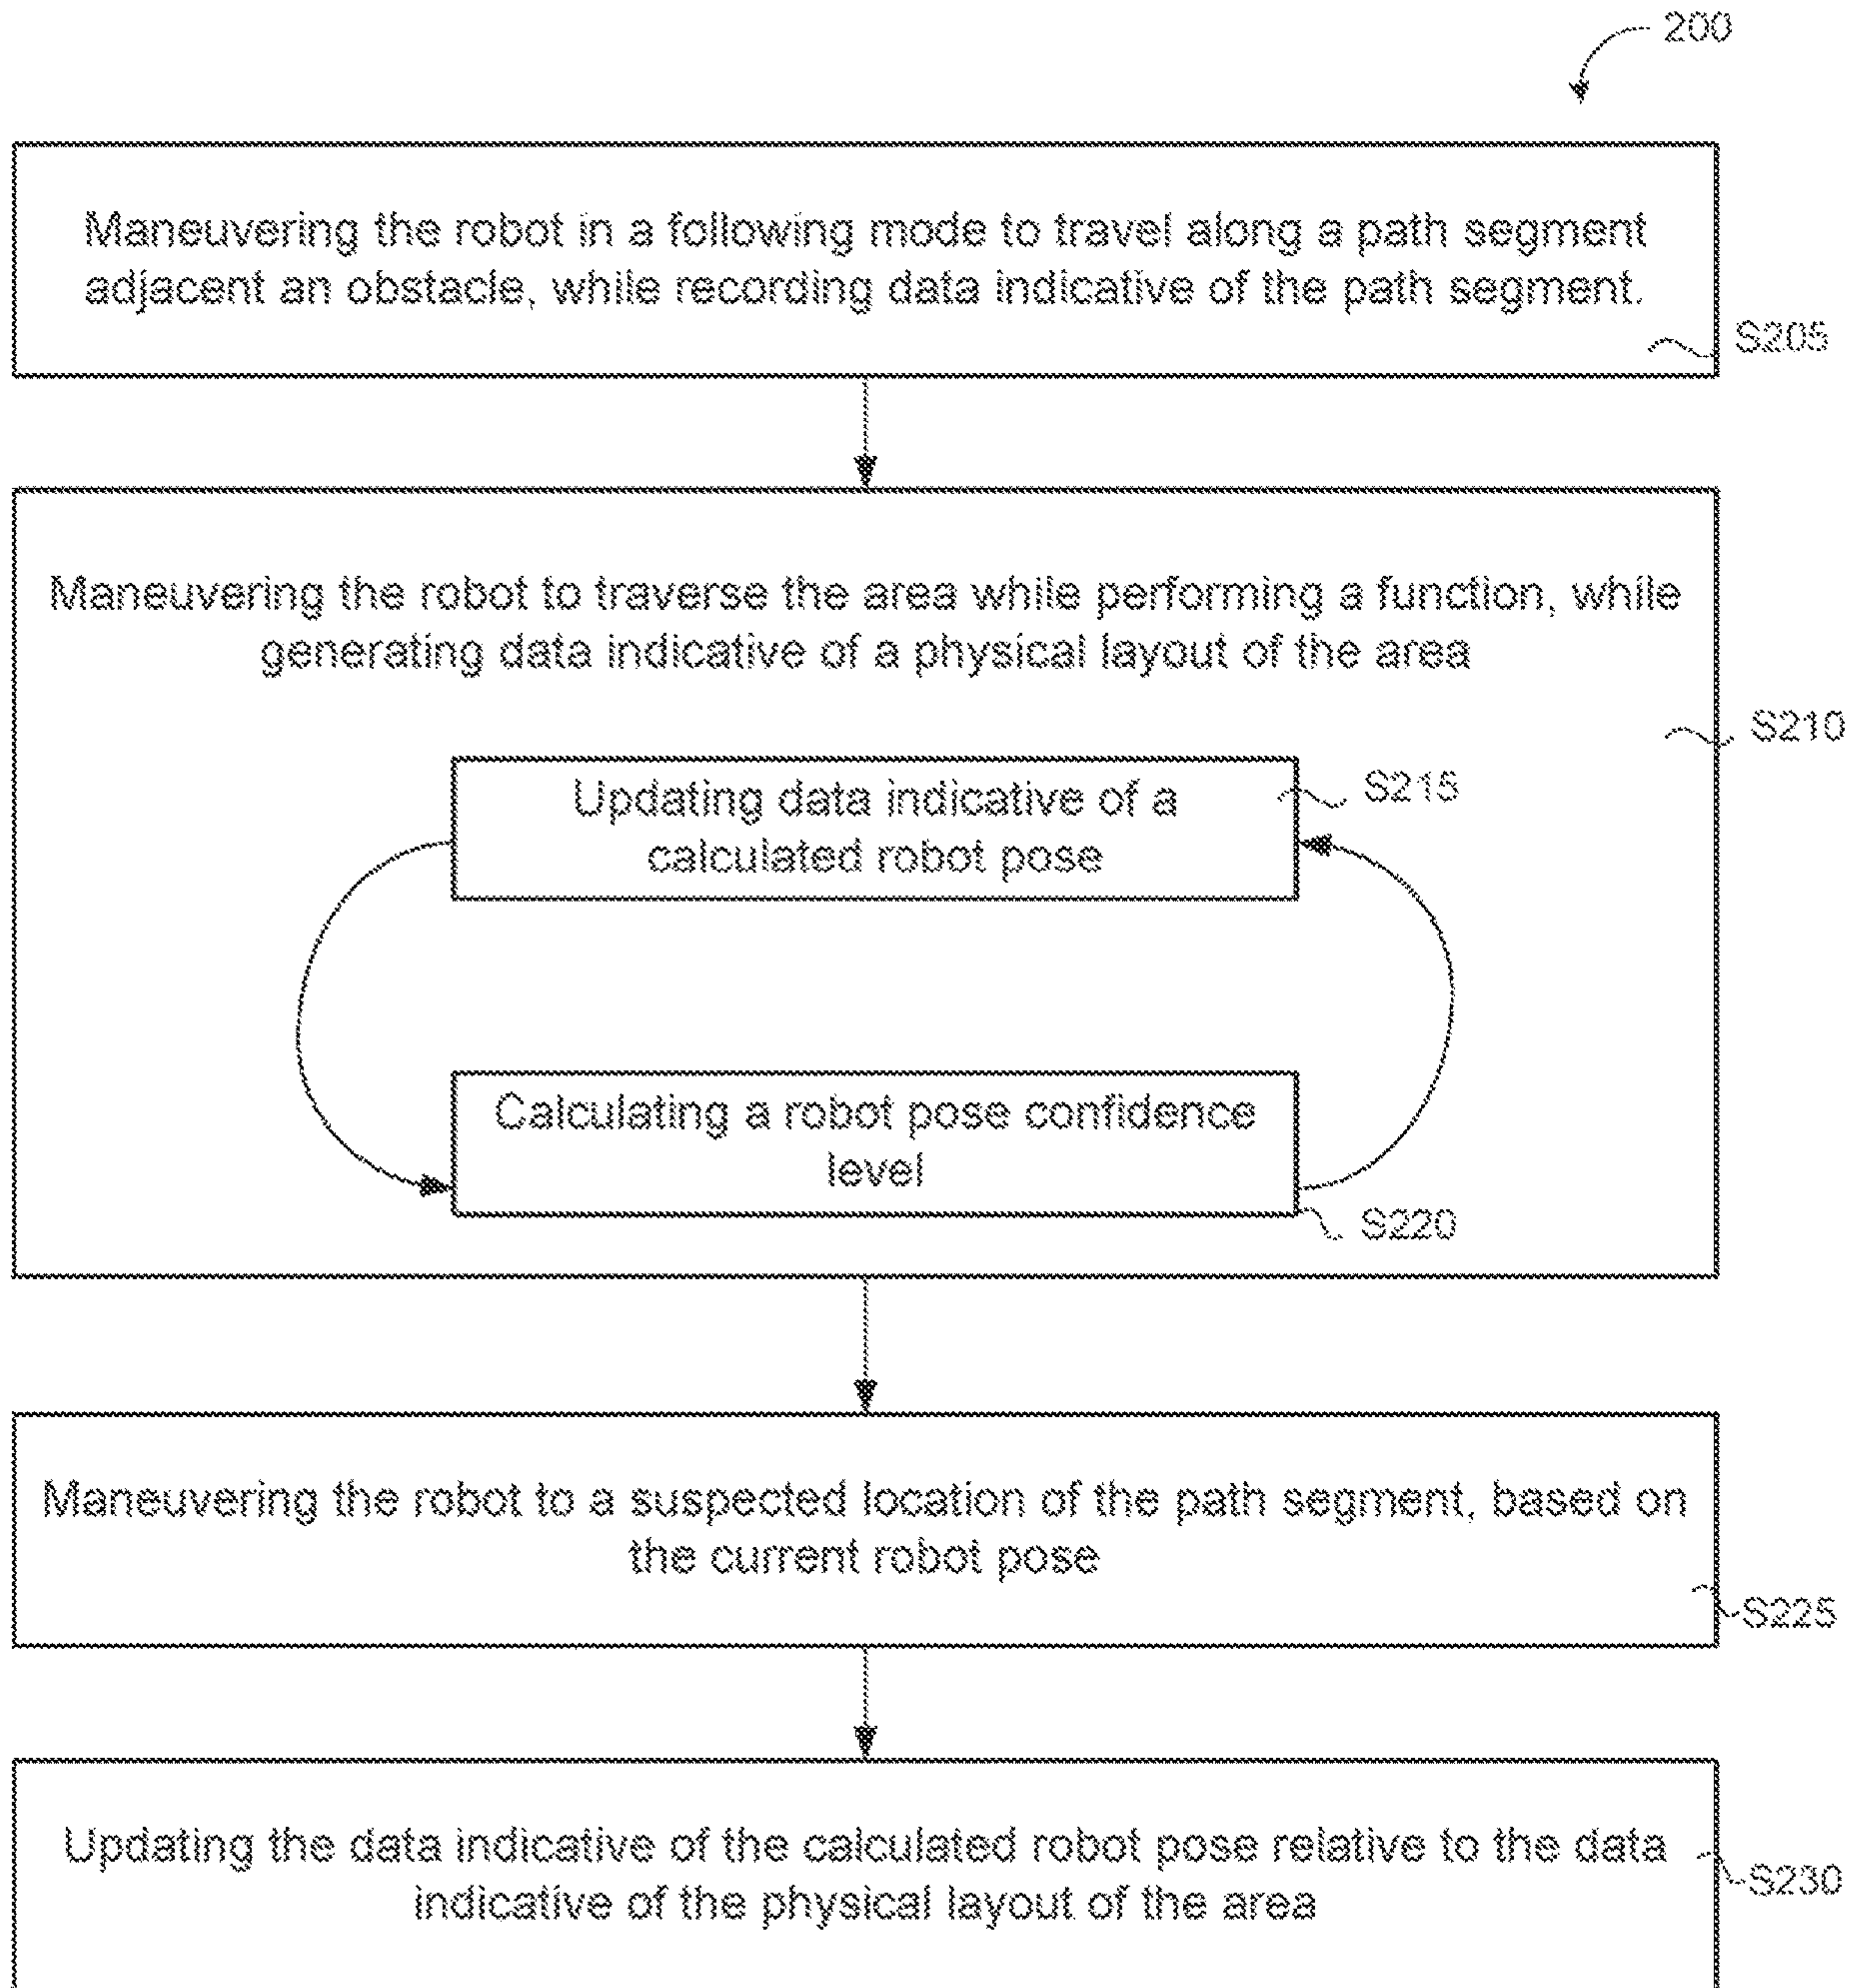 200
Maneuvering the robot in a following mode to travel along a path segment
adjacent an obstacle, while recording data indicative of the path segment.
S205
Maneuvering the robot to traverse the area while performing a function, while
generating data indicative of a physical layout of the area
S210
Updating data indicative of a
calculated robot pose
S215
Calculating a robot pose confidence
level
S220
Maneuvering the robot to a suspected location of the path segment, based on
the current robot pose
S225
Updating the data indicative of the calculated robot pose relative to the data
indicative of the physical layout of the area
S230